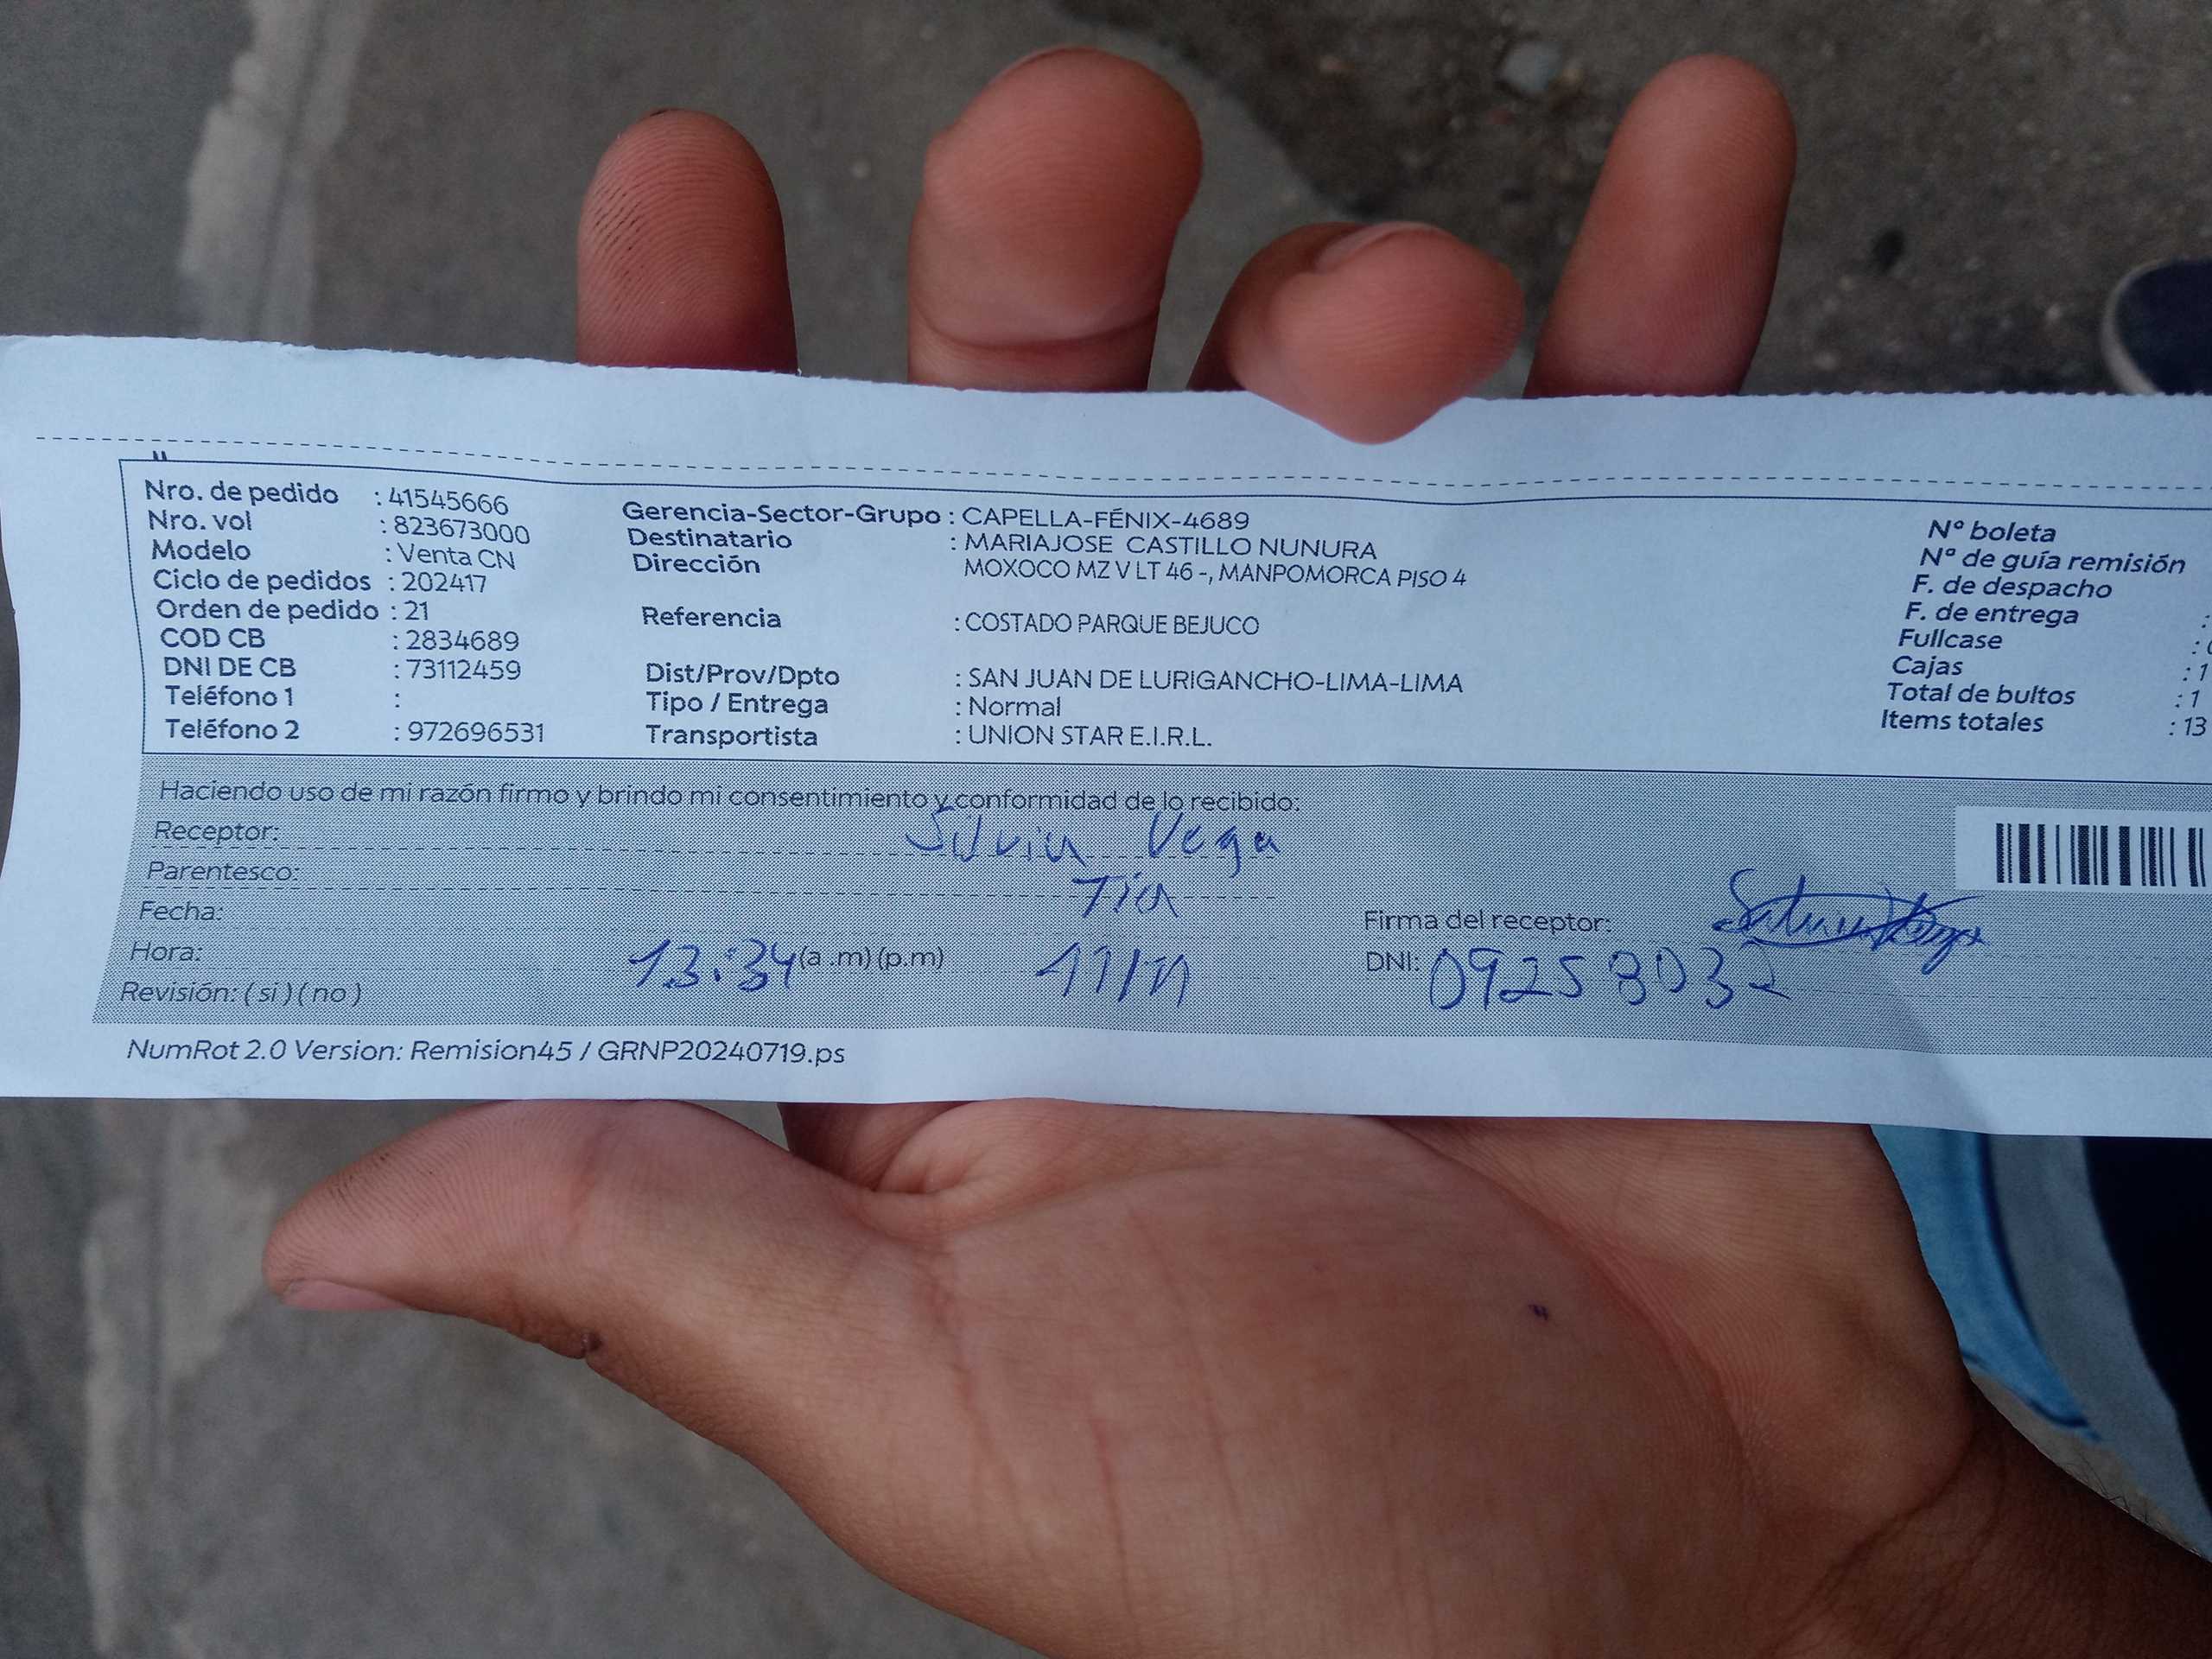 Nro. de pedido : 41545666
Nro. vol : 823673000
Modelo : Venta CN
Ciclo de pedidos : 202417
Orden de pedido : 21
COD CB : 2834689
DNI DE CB : 73112459
Teléfono 1 :
Teléfono 2 : 972696531
Gerencia-Sector-Grupo : CAPELLA-FÉNIX-4689
Destinatario : MARIAJOSE CASTILLO NUNURA
Dirección MOXOCO MZ V LT 46 -, MANPOMORCA PISO 4
Referencia : COSTADO PARQUE BEJUCO
Dist/Prov/Dpto : SAN JUAN DE LURIGANCHO-LIMA-LIMA
Tipo / Entrega : Normal
Transportista : UNION STAR E.I.R.L.
N° boleta
N° de guía remisión
F. de despacho
F. de entrega :
Fullcase :
Cajas : 1
Total de bultos : 1
Items totales : 13
Haciendo uso de mi razón firmo y brindo mi consentimiento y conformidad de lo recibido:
Receptor: Silvia Vega
Parentesco: Tia
Fecha:
Firma del receptor:
Hora: 13:34 (a .m) (p.m) 11/11
DNI: 09258032
Revisión: ( si ) ( no )
NumRot 2.0 Version: Remision45 / GRNP20240719.ps